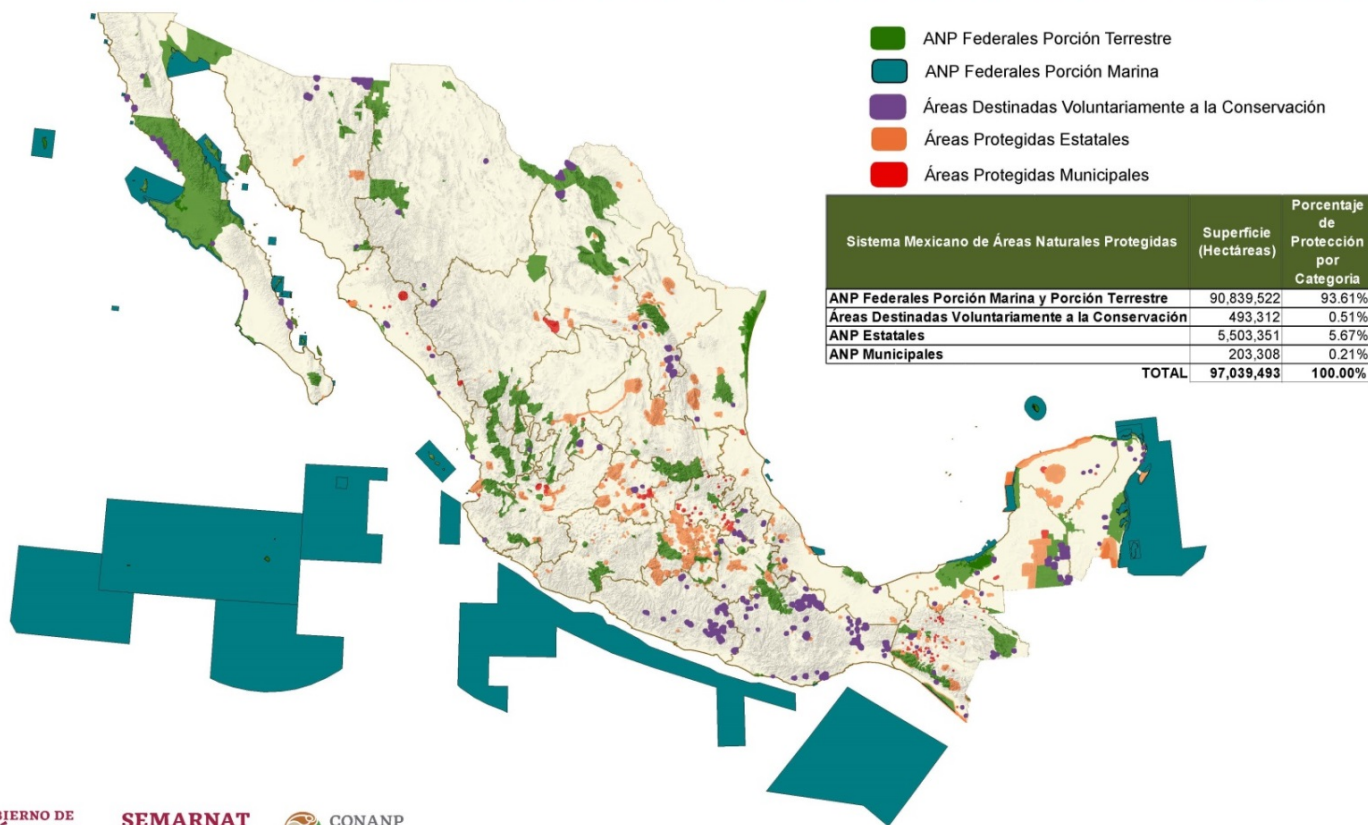 ANP Federales Porción Terrestre
ANP Federales Porción Marina
Áreas Destinadas Voluntariamente a la Conservación
Áreas Protegidas Estatales
Áreas Protegidas Municipales
Sistema Mexicano de Áreas Naturales Protegidas
Superficie
(Hectáreas)
Porcentaje
de
Protección
por
Categoria
ANP Federales Porción Marina y Porción Terrestre 90,839,522 93.61%
Áreas Destinadas Voluntariamente a la Conservación 493,312 0.51%
ANP Estatales 5,503,351 5.67%
ANP Municipales 203,308 0.21%
TOTAL 97,039,493 100.00%
DE
SEMARNAT
CONANP